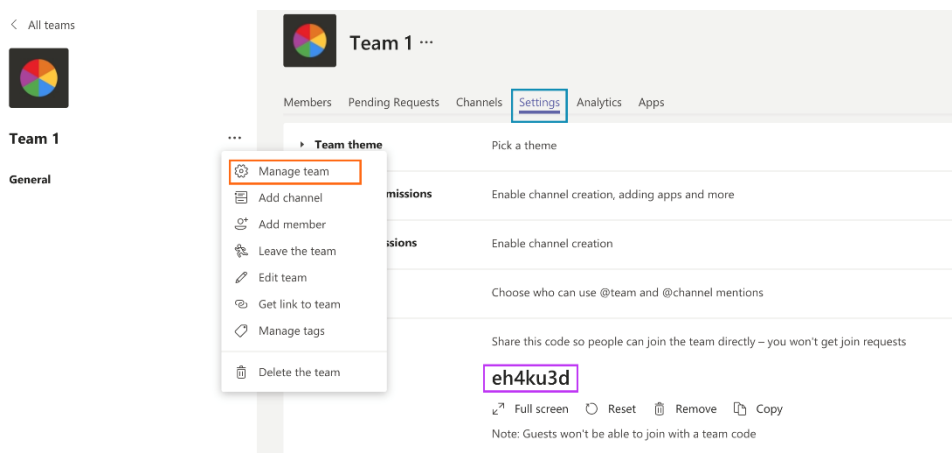 All teams
Team 1
General
Manage team
Add channel
Add member
Leave the team
Edit team
Get link to team
Manage tags
Delete the team
Team 1
Members Pending Requests Channels Settings Analytics Apps
Team theme Pick a theme
missions Enable channel creation, adding apps and more
ssions Enable channel creation
Choose who can use @team and @channel mentions
Share this code so people can join the team directly – you won't get join requests
eh4ku3d
Full screen Reset Remove Copy
Note: Guests won't be able to join with a team code